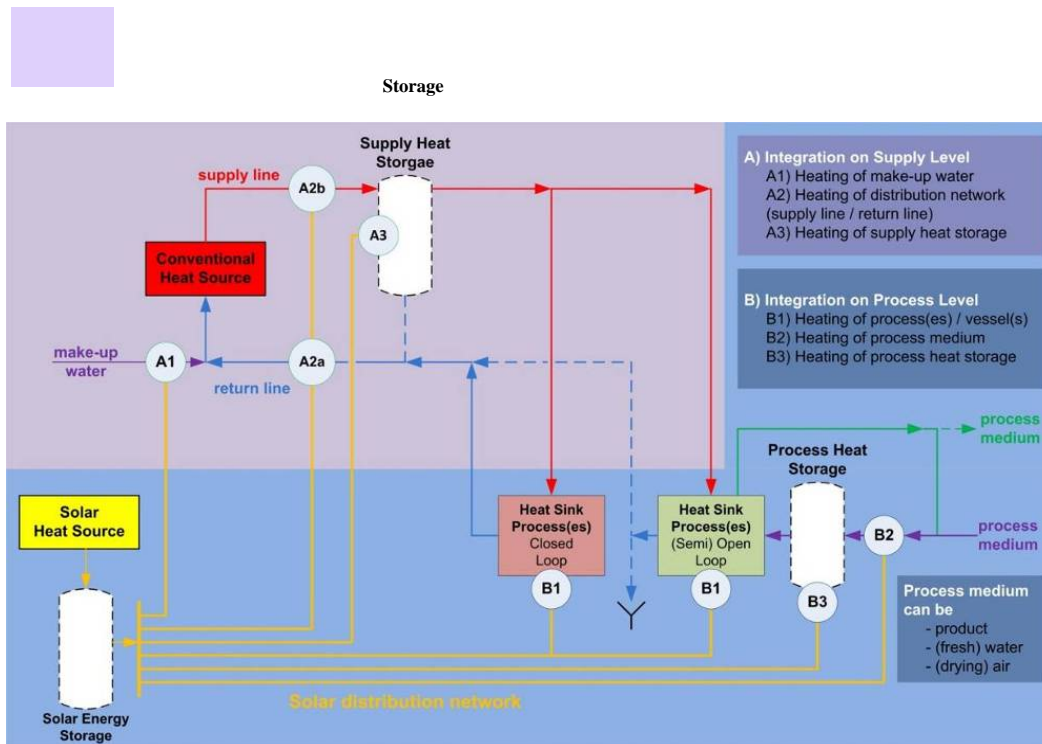 Storage
Supply Heat
Storgae
supply line
A2b
A3
Conventional
Heat Source
make-up
water
A1
A2a
return line
A) Integration on Supply Level
A1) Heating of make-up water
A2) Heating of distribution network
(supply line / return line)
A3) Heating of supply heat storage
B) Integration on Process Level
B1) Heating of process(es) / vessel(s)
B2) Heating of process medium
B3) Heating of process heat storage
process
medium
Process Heat
Storage
Solar
Heat Source
Heat Sink
Process(es)
Closed
Loop
B1
Heat Sink
Process(es)
(Semi) Open
Loop
B1
B3
B2
process
medium
Process medium
can be
- product
- (fresh) water
- (drying) air
Solar distribution network
Solar Energy
Storage